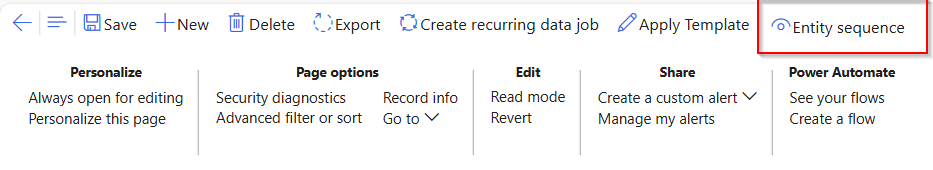 Save New Delete Export Create recurring data job Apply Template Entity sequence
Personalize
Always open for editing
Personalize this page
Page options
Security diagnostics
Advanced filter or sort
Record info
Go to
Edit
Read mode
Revert
Share
Create a custom alert
Manage my alerts
Power Automate
See your flows
Create a flow